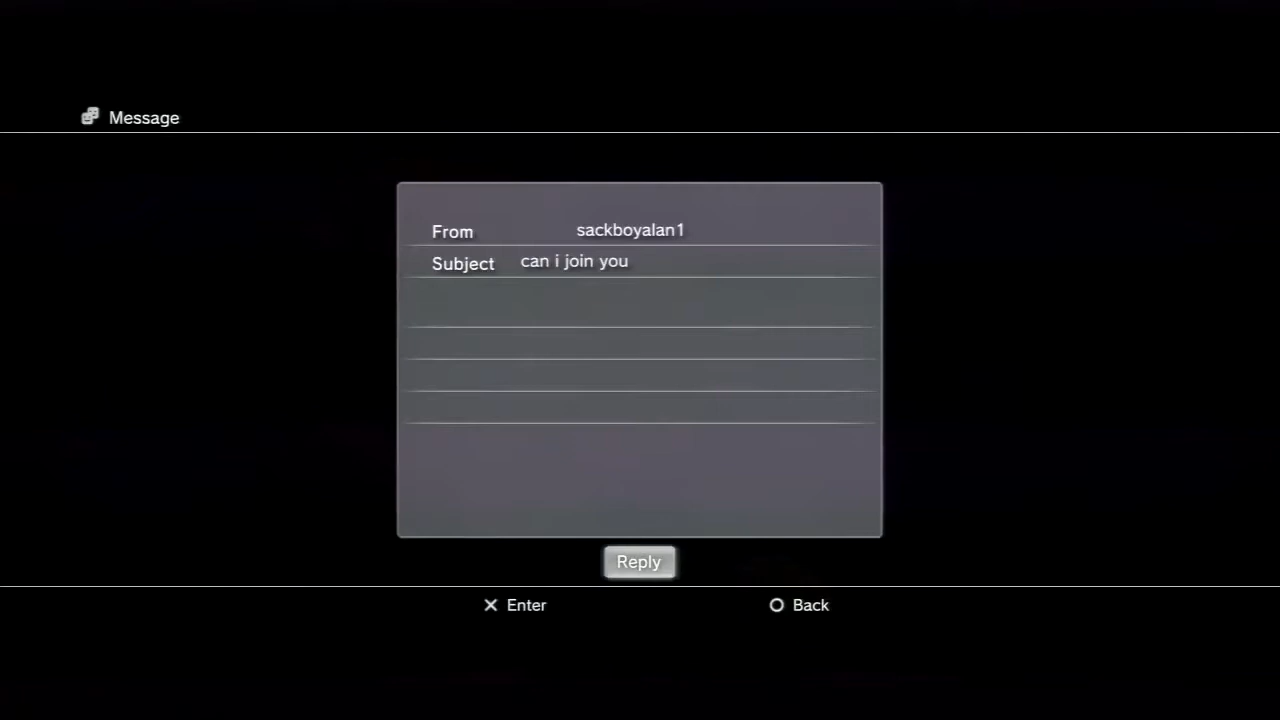 Message
From sackboyalan1
Subject can i join you
Reply
Enter Back